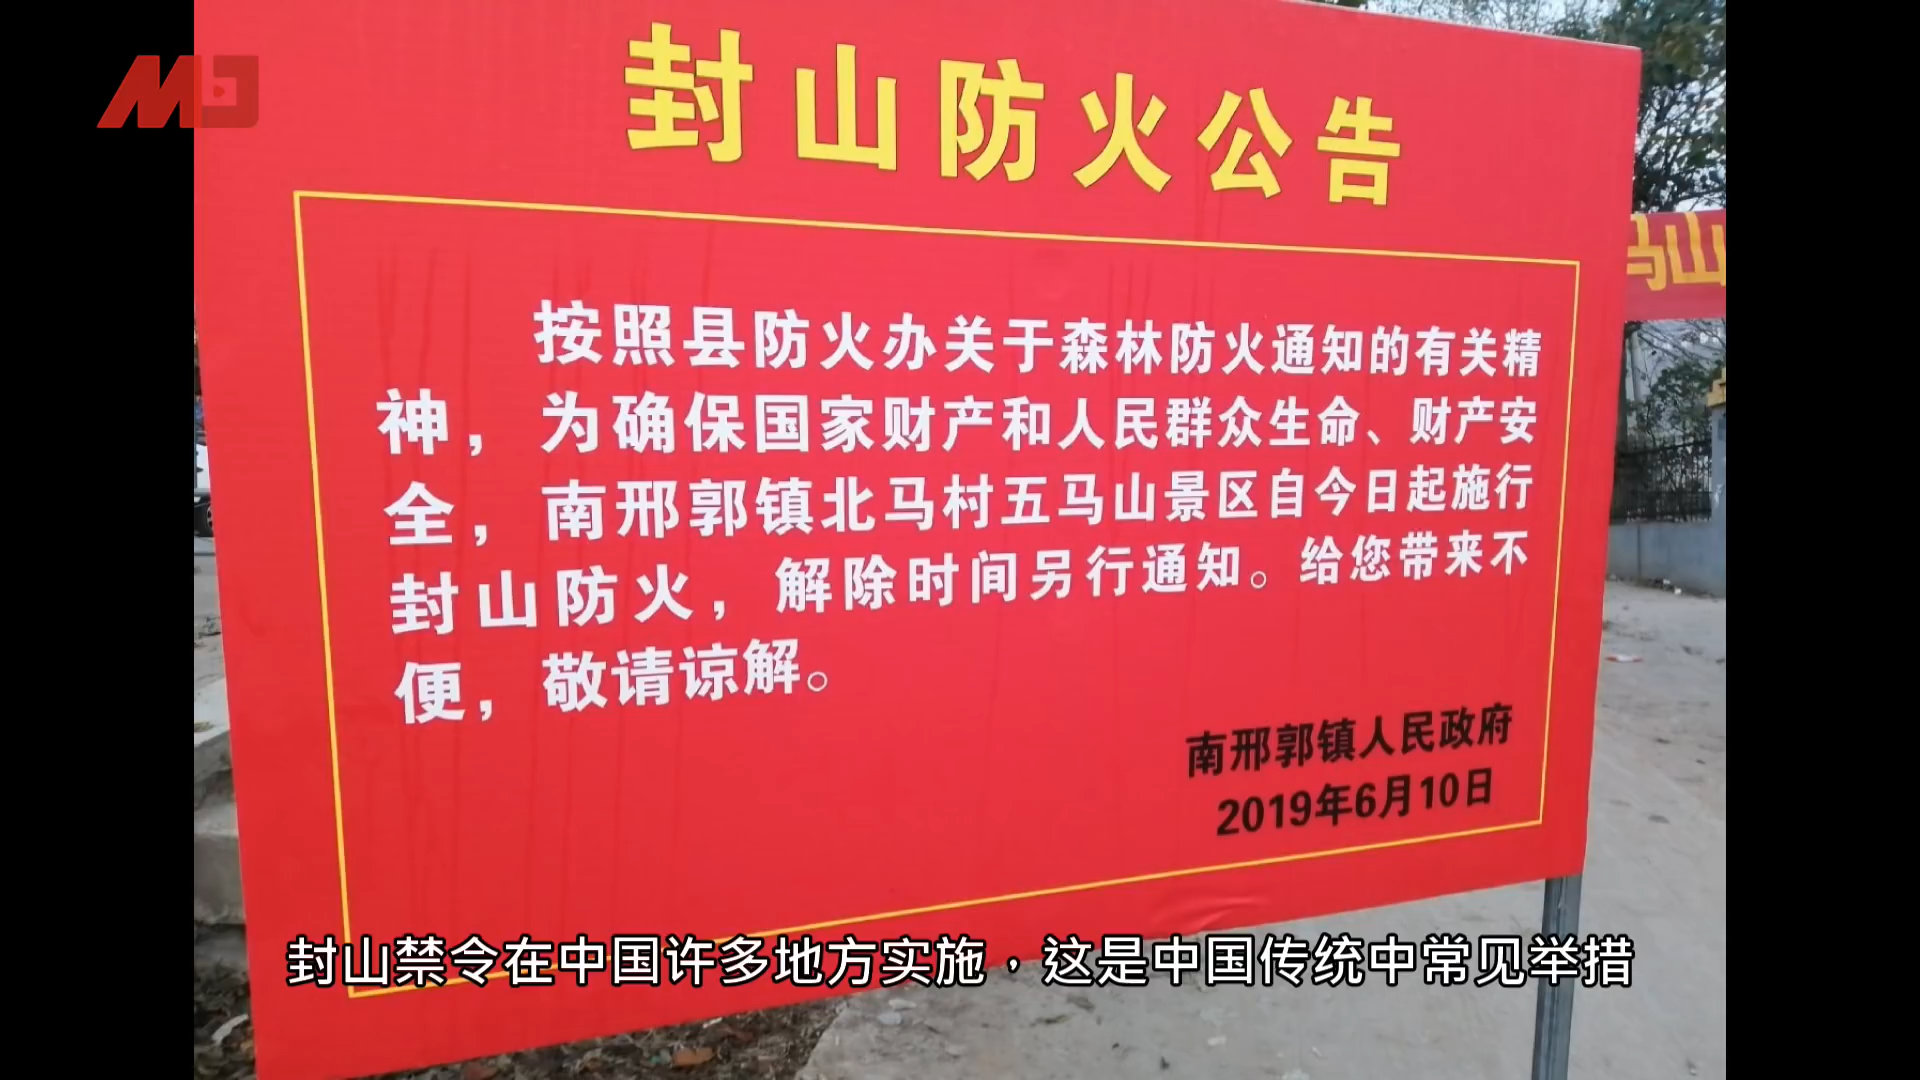 封山防火公告
马山
按照县防火办关于森林防火通知的有关精
神，为确保国家财产和人民群众生命、财产安
全，南邢郭镇北马村五马山景区自今日起施行
封山防火，解除时间另行通知。给您带来不
便，敬请谅解。
南邢郭镇人民政府
2019年6月10日
封山禁令在中国许多地方实施，这是中国传统中常见举措